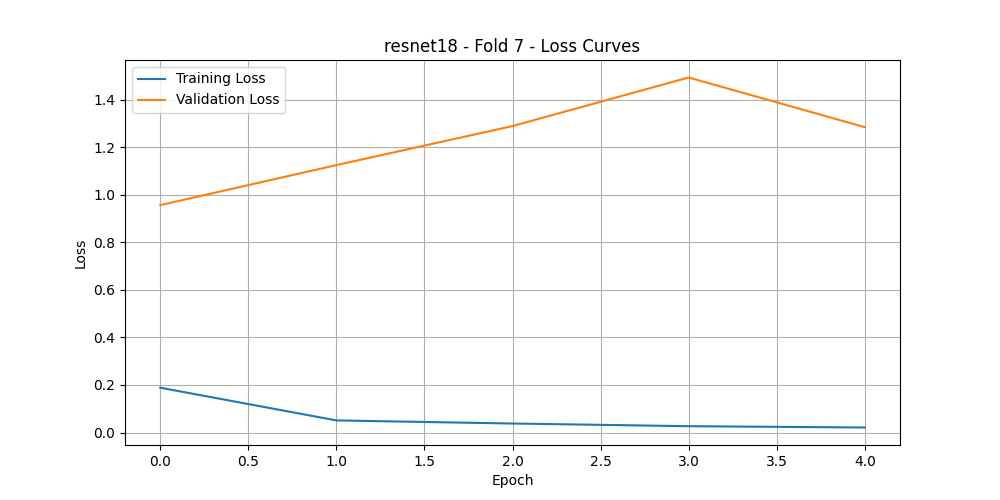 resnet18 - Fold 7 - Loss Curves
Training Loss
Validation Loss
1.4
1.2
1.0
0.8
0.6
0.4
0.2
0.0
Loss
0.0 0.5 1.0 1.5 2.0 2.5 3.0 3.5 4.0
Epoch